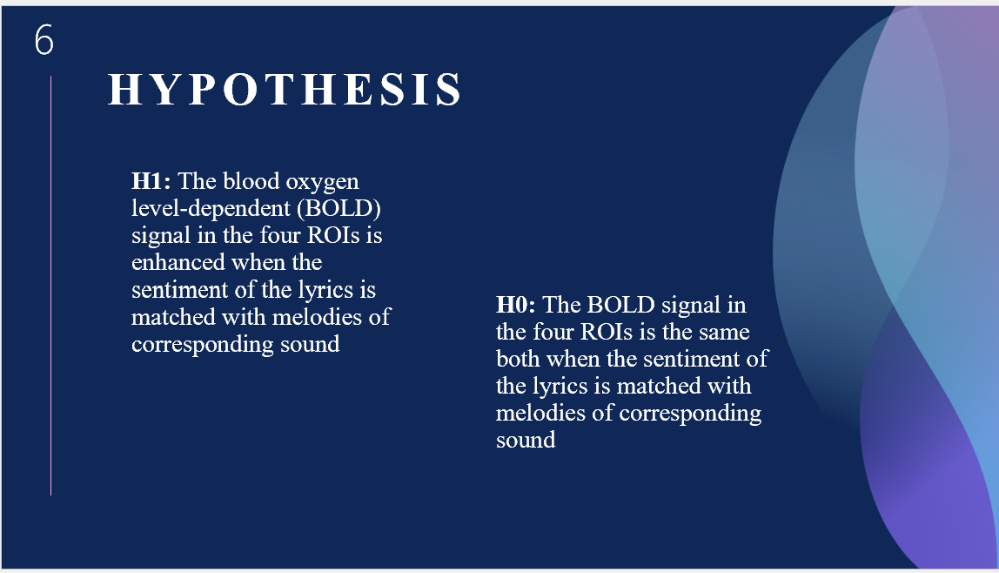 6
HYPOTHESIS
H1: The blood oxygen
level-dependent (BOLD)
signal in the four ROIs is
enhanced when the
sentiment of the lyrics is
matched with melodies of
corresponding sound
H0: The BOLD signal in
the four ROIs is the same
both when the sentiment of
the lyrics is matched with
melodies of corresponding
sound